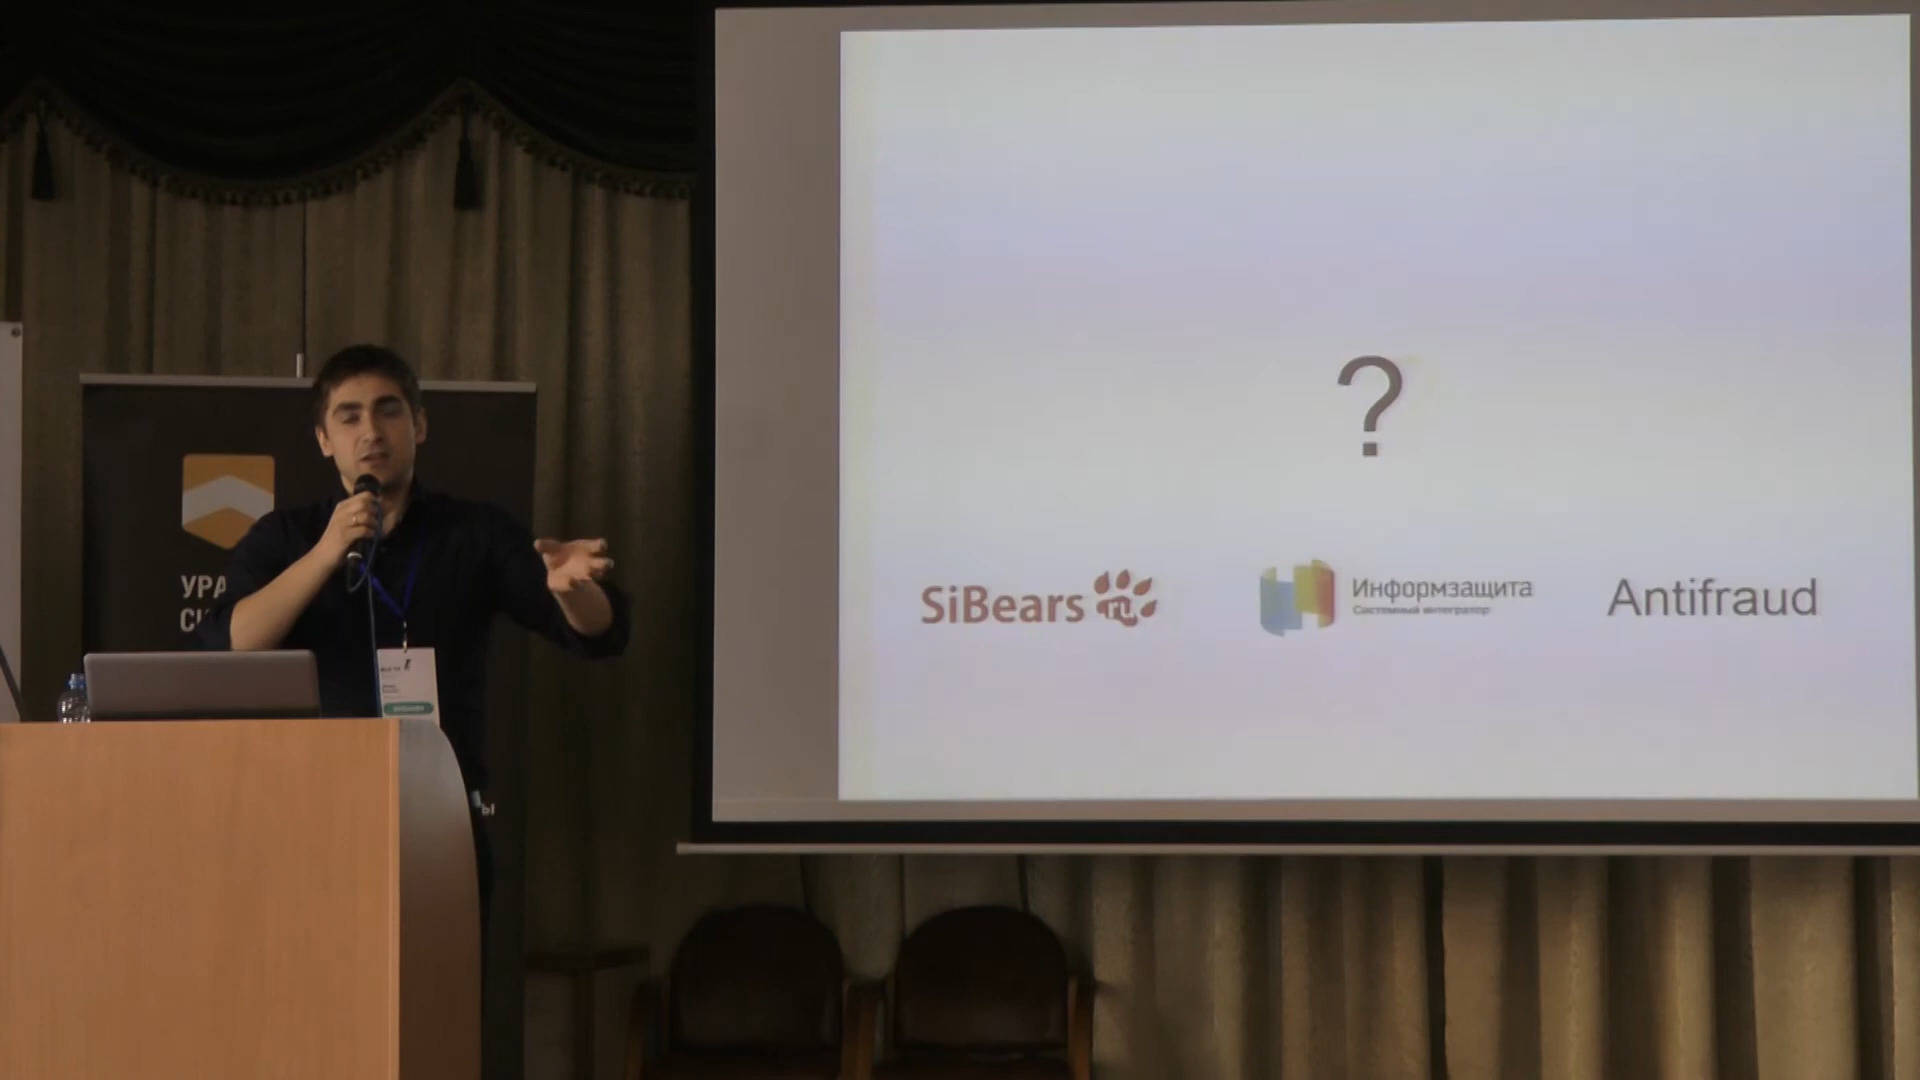 ?
SiBears
ru
Информзащита
Системный интегратор
Antifraud
УРА
СИ
Ы